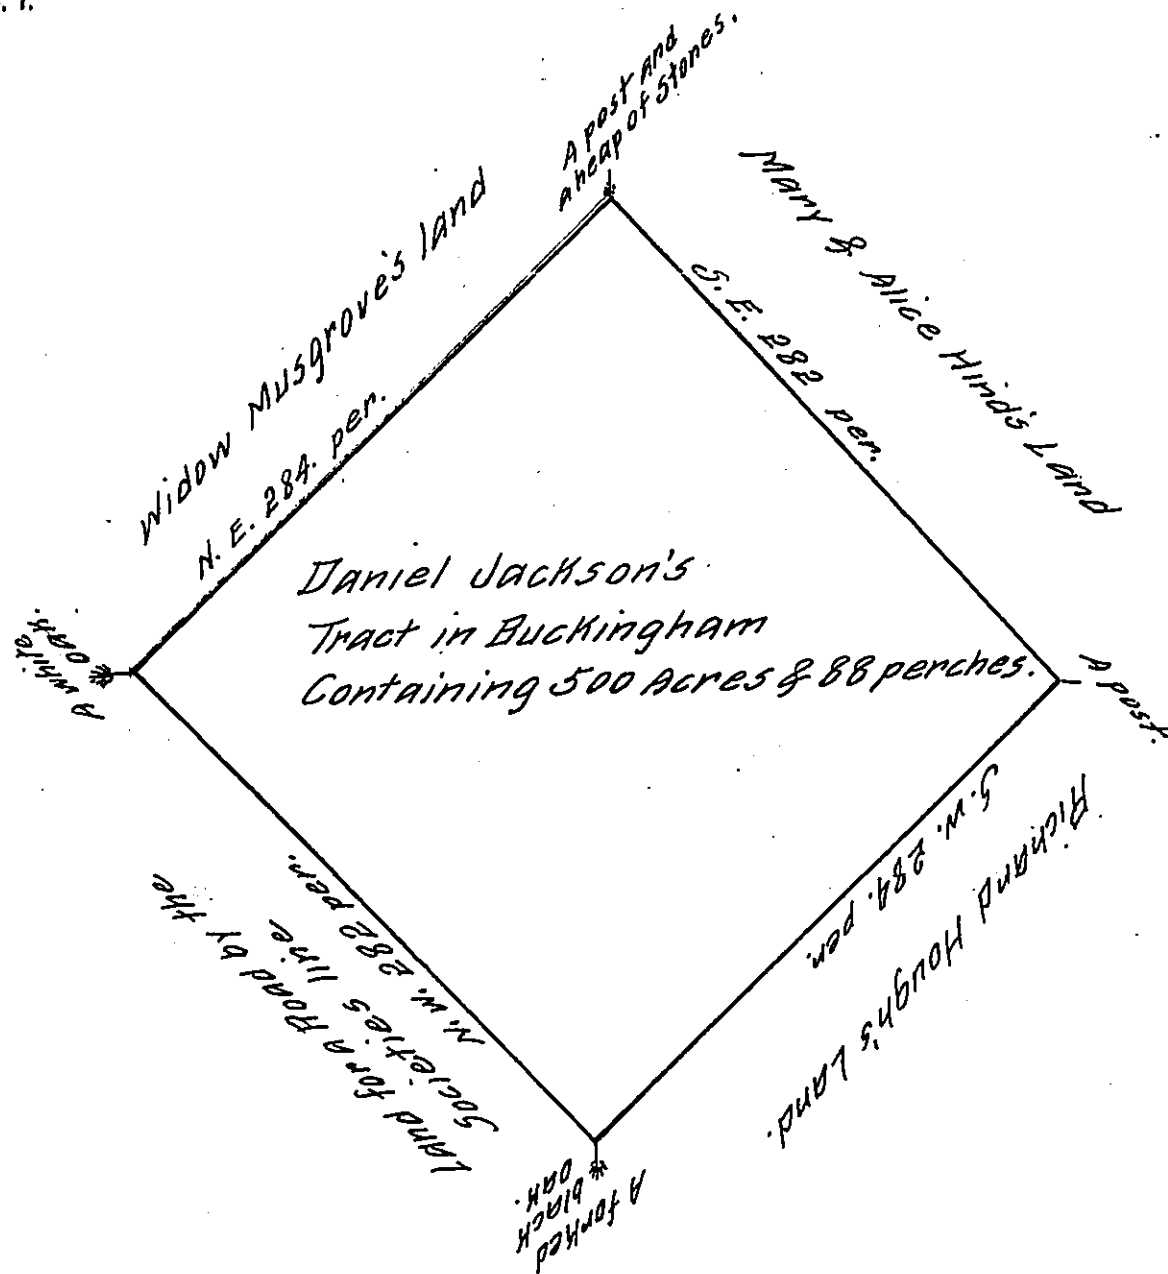 A post and
a heap of stones.
Widow Musgrove's land
N. E. 284. per.
Mary & Alice Hind's Land
S. E. 282 per.
Daniel Jackson's
Tract in Buckingham
Containing 500 Acres & 88 perches.
A white
oak.
A post.
S. W. 284. per.
Richard Hough's Land.
N. W. 282 per.
Land for a Road by the
Societies line
A forked
black
oak.